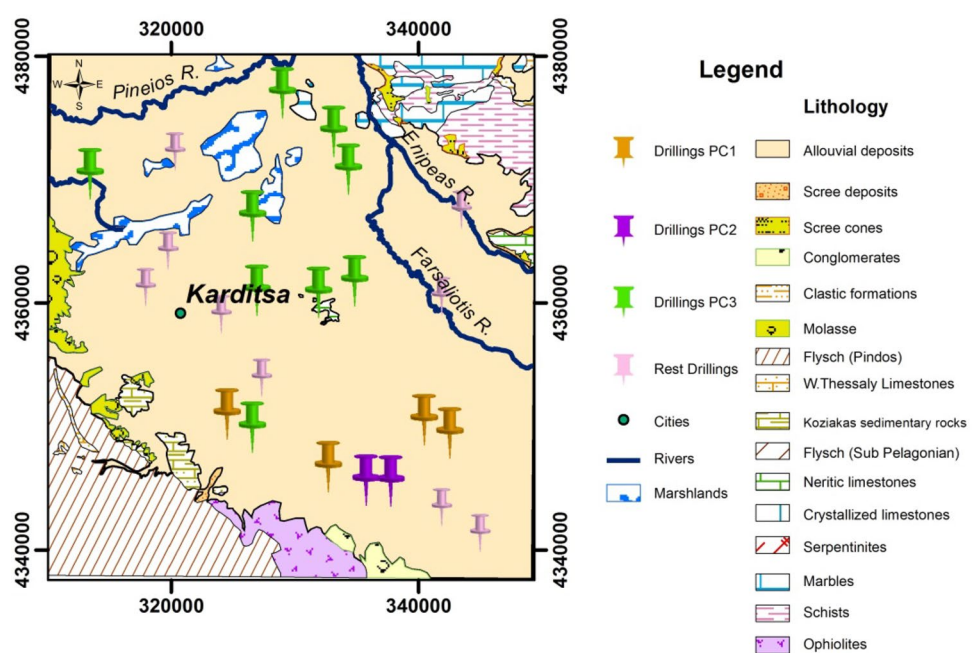 320000
340000
4380000
4380000
N
W
E
S
Pineios R.
Enipeas R.
Farsaliotis R.
4360000
Karditsa
4360000
4340000
4340000
320000
340000
Legend
Lithology
Drillings PC1
Drillings PC2
Drillings PC3
Rest Drillings
Cities
Rivers
Marshlands
Allouvial deposits
Scree deposits
Scree cones
Conglomerates
Clastic formations
Molasse
Flysch (Pindos)
W.Thessaly Limestones
Koziakas sedimentary rocks
Flysch (Sub Pelagonian)
Neritic limestones
Crystallized limestones
Serpentinites
Marbles
Schists
Ophiolites